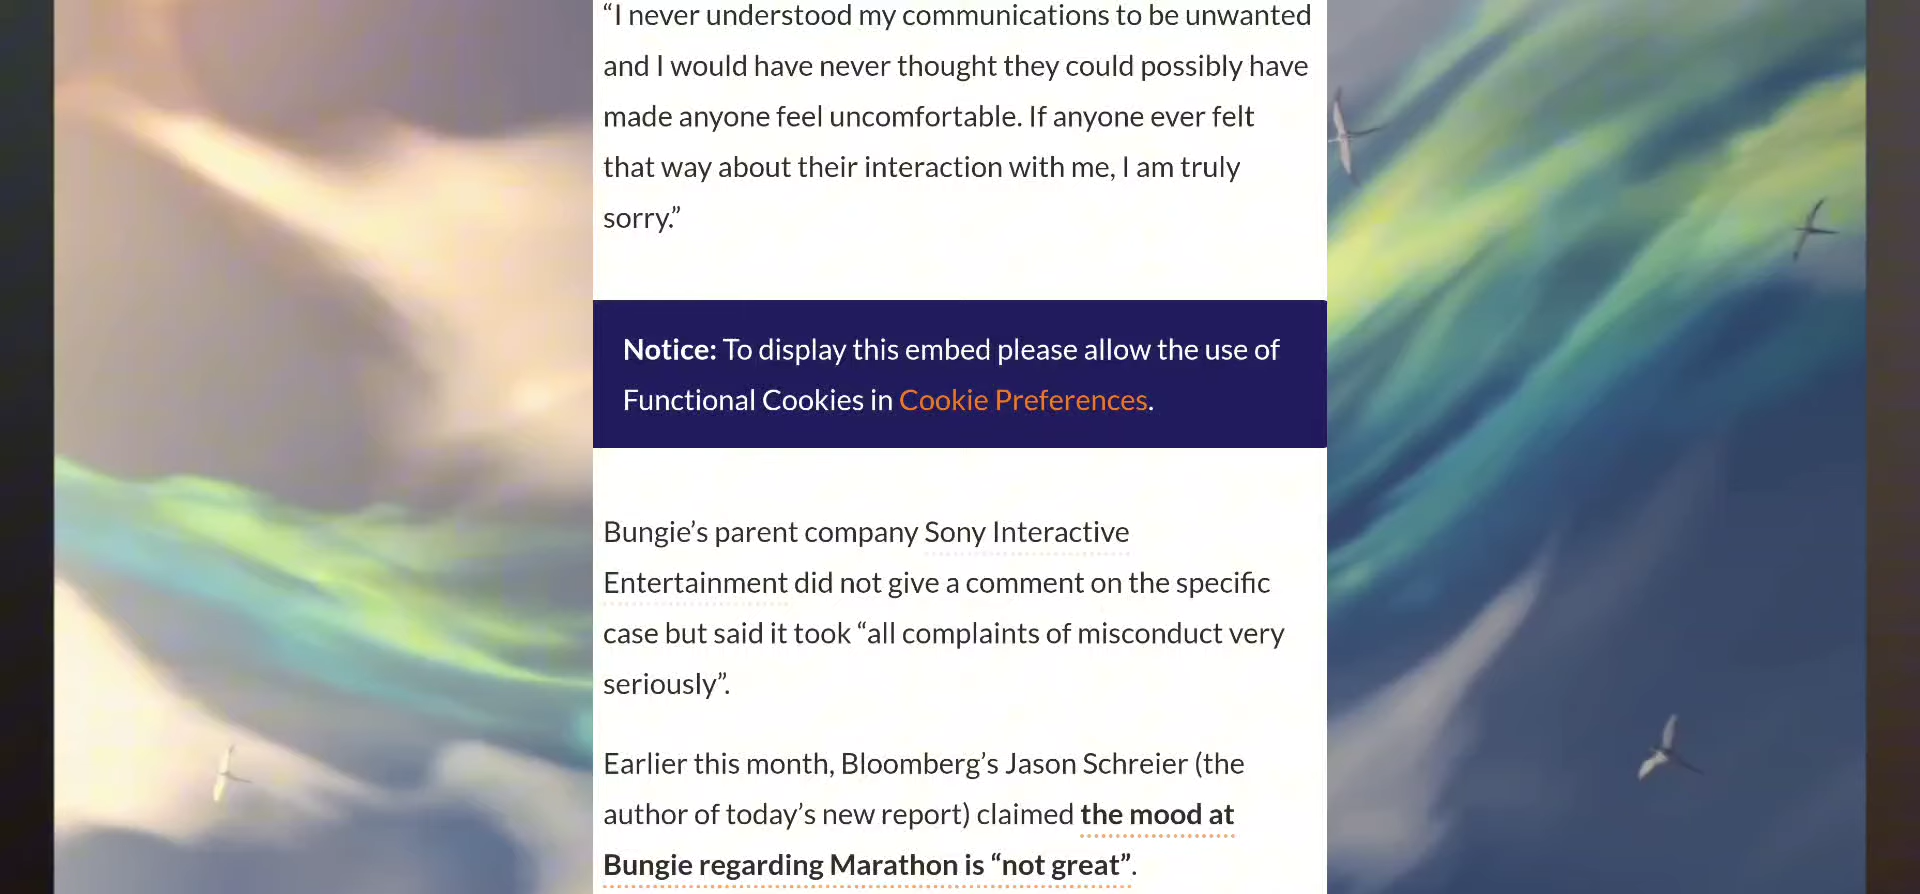 “I never understood my communications to be unwanted
and I would have never thought they could possibly have
made anyone feel uncomfortable. If anyone ever felt
that way about their interaction with me, I am truly
sorry.”
Notice: To display this embed please allow the use of
Functional Cookies in Cookie Preferences.
Bungie’s parent company Sony Interactive
Entertainment did not give a comment on the specific
case but said it took “all complaints of misconduct very
seriously”.
Earlier this month, Bloomberg’s Jason Schreier (the
author of today’s new report) claimed the mood at
Bungie regarding Marathon is “not great”.